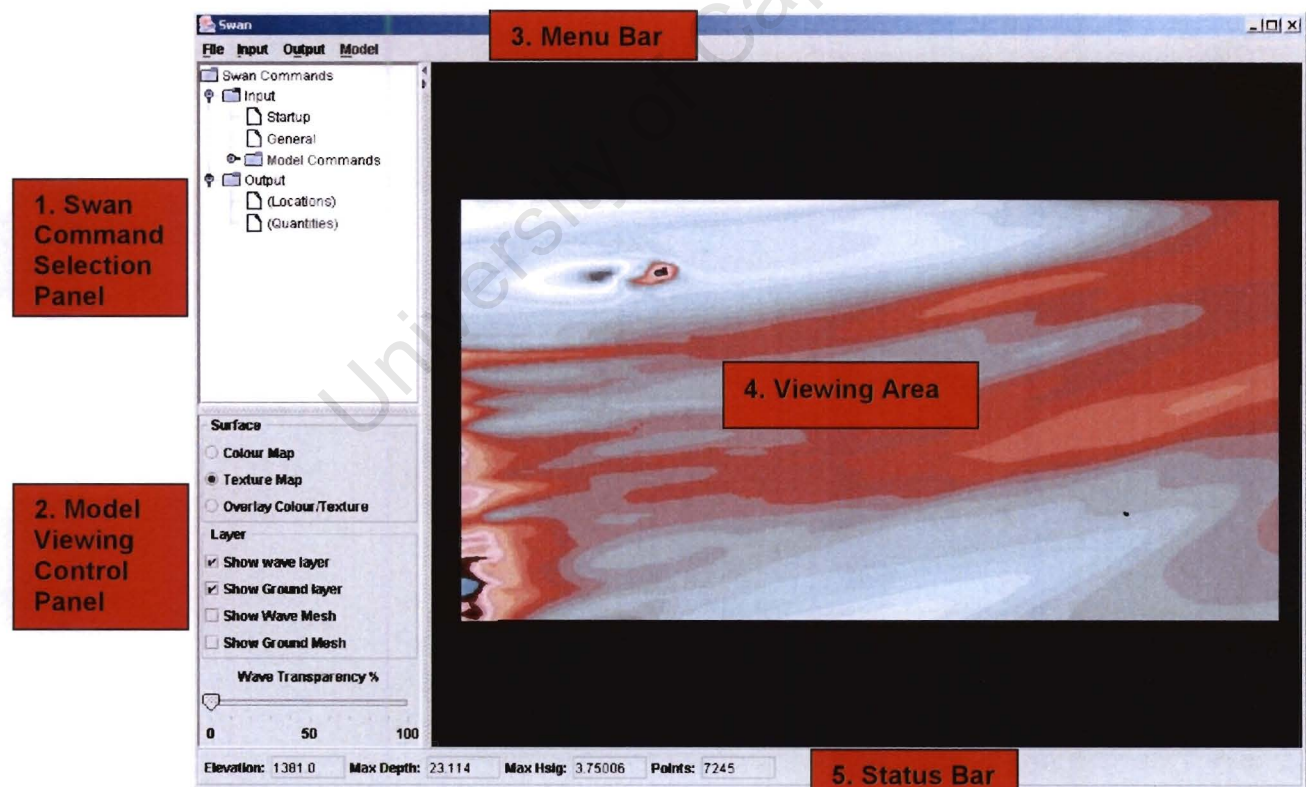 Swan
3. Menu Bar
File Input Output Model
Swan Commands
Input
Startup
General
Model Commands
Output
(Locations)
(Quantities)
1. Swan
Command
Selection
Panel
4. Viewing Area
Surface
Colour Map
Texture Map
Overlay Colour/Texture
2. Model
Viewing
Control
Panel
Layer
Show wave layer
Show Ground layer
Show Wave Mesh
Show Ground Mesh
Wave Transparency %
0 50 100
Elevation: 1381.0 Max Depth: 23.114 Max Hsig: 3.75006 Points: 7245
5. Status Bar
University of Ca